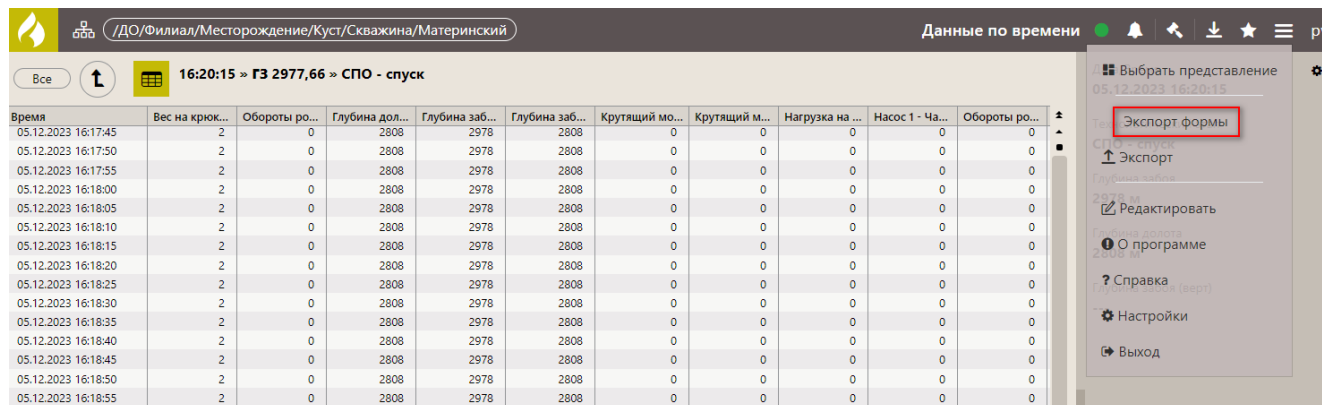 /ДО/Филиал/Месторождение/Куст/Скважина/Материнский
Данные по времени
Все
16:20:15 » ГЗ 2977,66 » СПО - спуск
Время Вес на крюк... Обороты ро... Глубина дол... Глубина заб... Глубина заб... Крутящий мо... Крутящий м... Нагрузка на ... Насос 1 - Ча... Обороты ро...
05.12.2023 16:17:45 2 0 2808 2978 2808 0 0 0 0 0
05.12.2023 16:17:50 2 0 2808 2978 2808 0 0 0 0 0
05.12.2023 16:17:55 2 0 2808 2978 2808 0 0 0 0 0
05.12.2023 16:18:00 2 0 2808 2978 2808 0 0 0 0 0
05.12.2023 16:18:05 2 0 2808 2978 2808 0 0 0 0 0
05.12.2023 16:18:10 2 0 2808 2978 2808 0 0 0 0 0
05.12.2023 16:18:15 2 0 2808 2978 2808 0 0 0 0 0
05.12.2023 16:18:20 2 0 2808 2978 2808 0 0 0 0 0
05.12.2023 16:18:25 2 0 2808 2978 2808 0 0 0 0 0
05.12.2023 16:18:30 2 0 2808 2978 2808 0 0 0 0 0
05.12.2023 16:18:35 2 0 2808 2978 2808 0 0 0 0 0
05.12.2023 16:18:40 2 0 2808 2978 2808 0 0 0 0 0
05.12.2023 16:18:45 2 0 2808 2978 2808 0 0 0 0 0
05.12.2023 16:18:50 2 0 2808 2978 2808 0 0 0 0 0
05.12.2023 16:18:55 2 0 2808 2978 2808 0 0 0 0 0
Выбрать представление
05.12.2023 16:20:15
Экспорт формы
СПО - спуск
Экспорт
Глубина забоя
2978 м
Редактировать
Глубина долота
О программе
2808 м
? Справка
Глубина забоя (верт)
Настройки
Выход